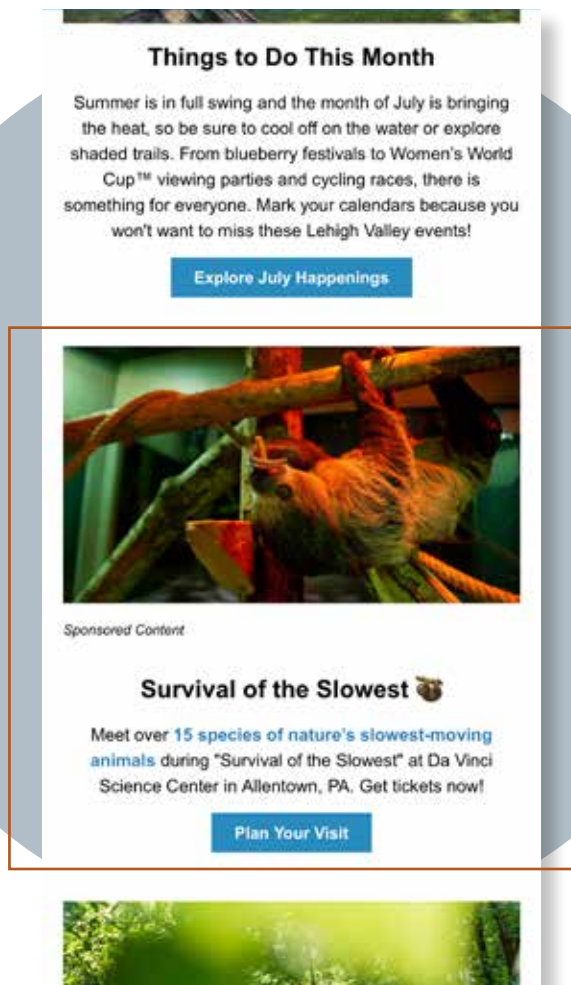 Things to Do This Month
Summer is in full swing and the month of July is bringing
the heat, so be sure to cool off on the water or explore
shaded trails. From blueberry festivals to Women's World
Cup™ viewing parties and cycling races, there is
something for everyone. Mark your calendars because you
won't want to miss these Lehigh Valley events!
Explore July Happenings
Sponsored Content
Survival of the Slowest 🦥
Meet over 15 species of nature's slowest-moving
animals during "Survival of the Slowest" at Da Vinci
Science Center in Allentown, PA. Get tickets now!
Plan Your Visit